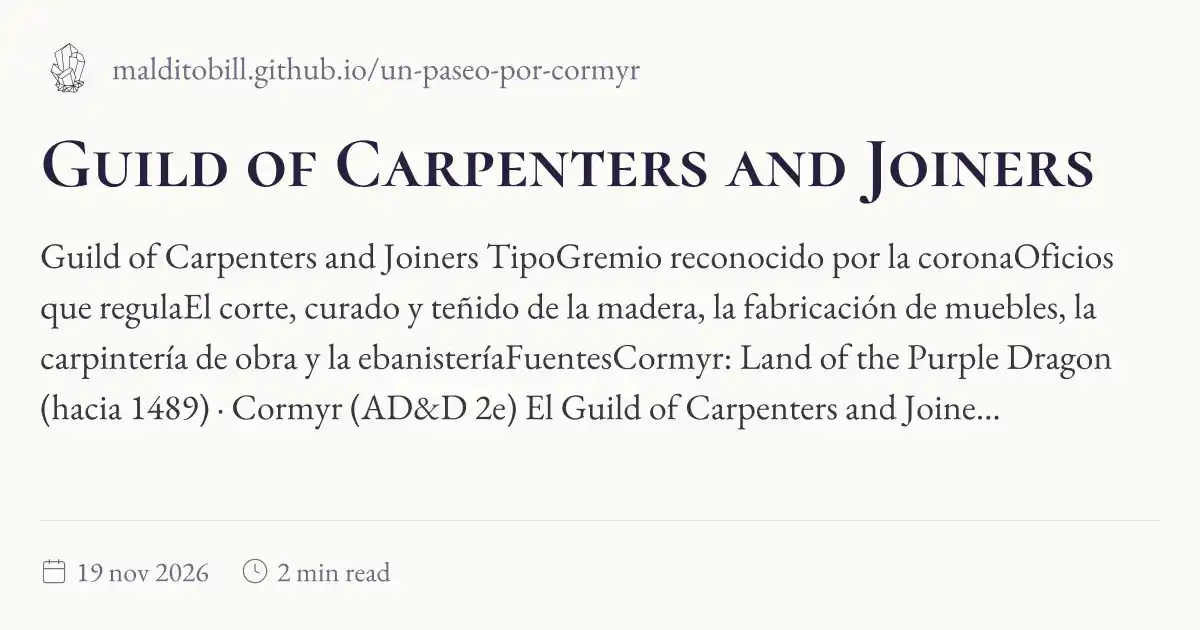 malditobill.github.io/un-paseo-por-cormyr
Guild of Carpenters and Joiners
Guild of Carpenters and Joiners TipoGremio reconocido por la coronaOficios
que regulaEl corte, curado y teñido de la madera, la fabricación de muebles, la
carpintería de obra y la ebanisteríaFuentesCormyr: Land of the Purple Dragon
(hacia 1489) · Cormyr (AD&D 2e) El Guild of Carpenters and Joine...
19 nov 2026
2 min read